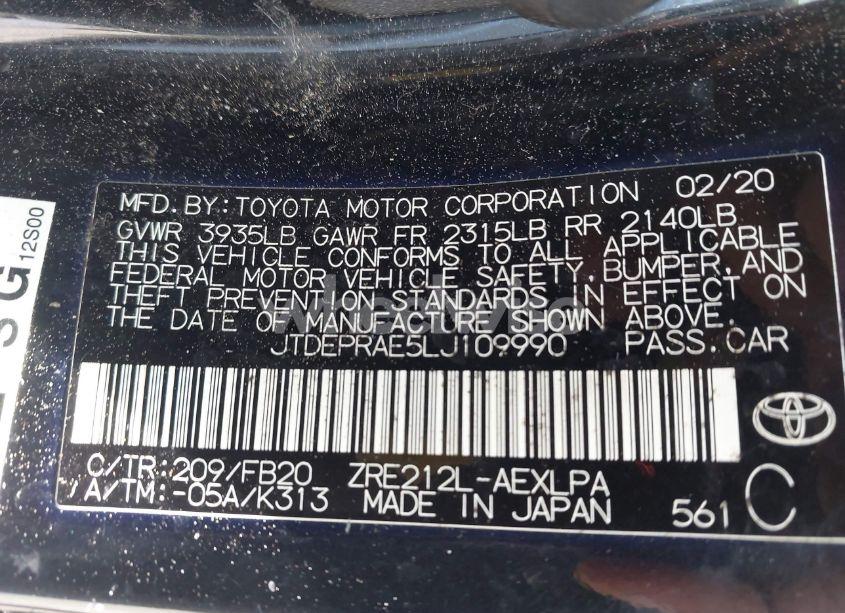 MFD.BY:TOYOTA MOTOR CORPORATION 02/20
GVWR 3935LB GAWR FR 2315LB RR 2140LB
THIS VEHICLE CONFORMS TO ALL APPLICABLE
FEDERAL MOTOR VEHICLE SAFETY,BUMPER,AND
THEFT PREVENTION STANDARDS IN EFFECT ON
THE DATE OF MANUFACTURE SHOWN ABOVE.
JTDEPRAE5LJ109990 PASS.CAR
C/TR:209/FB20 ZRE212L-AEXLPA
A/TM:-05A/K313 MADE IN JAPAN 561 C
SG
12S00